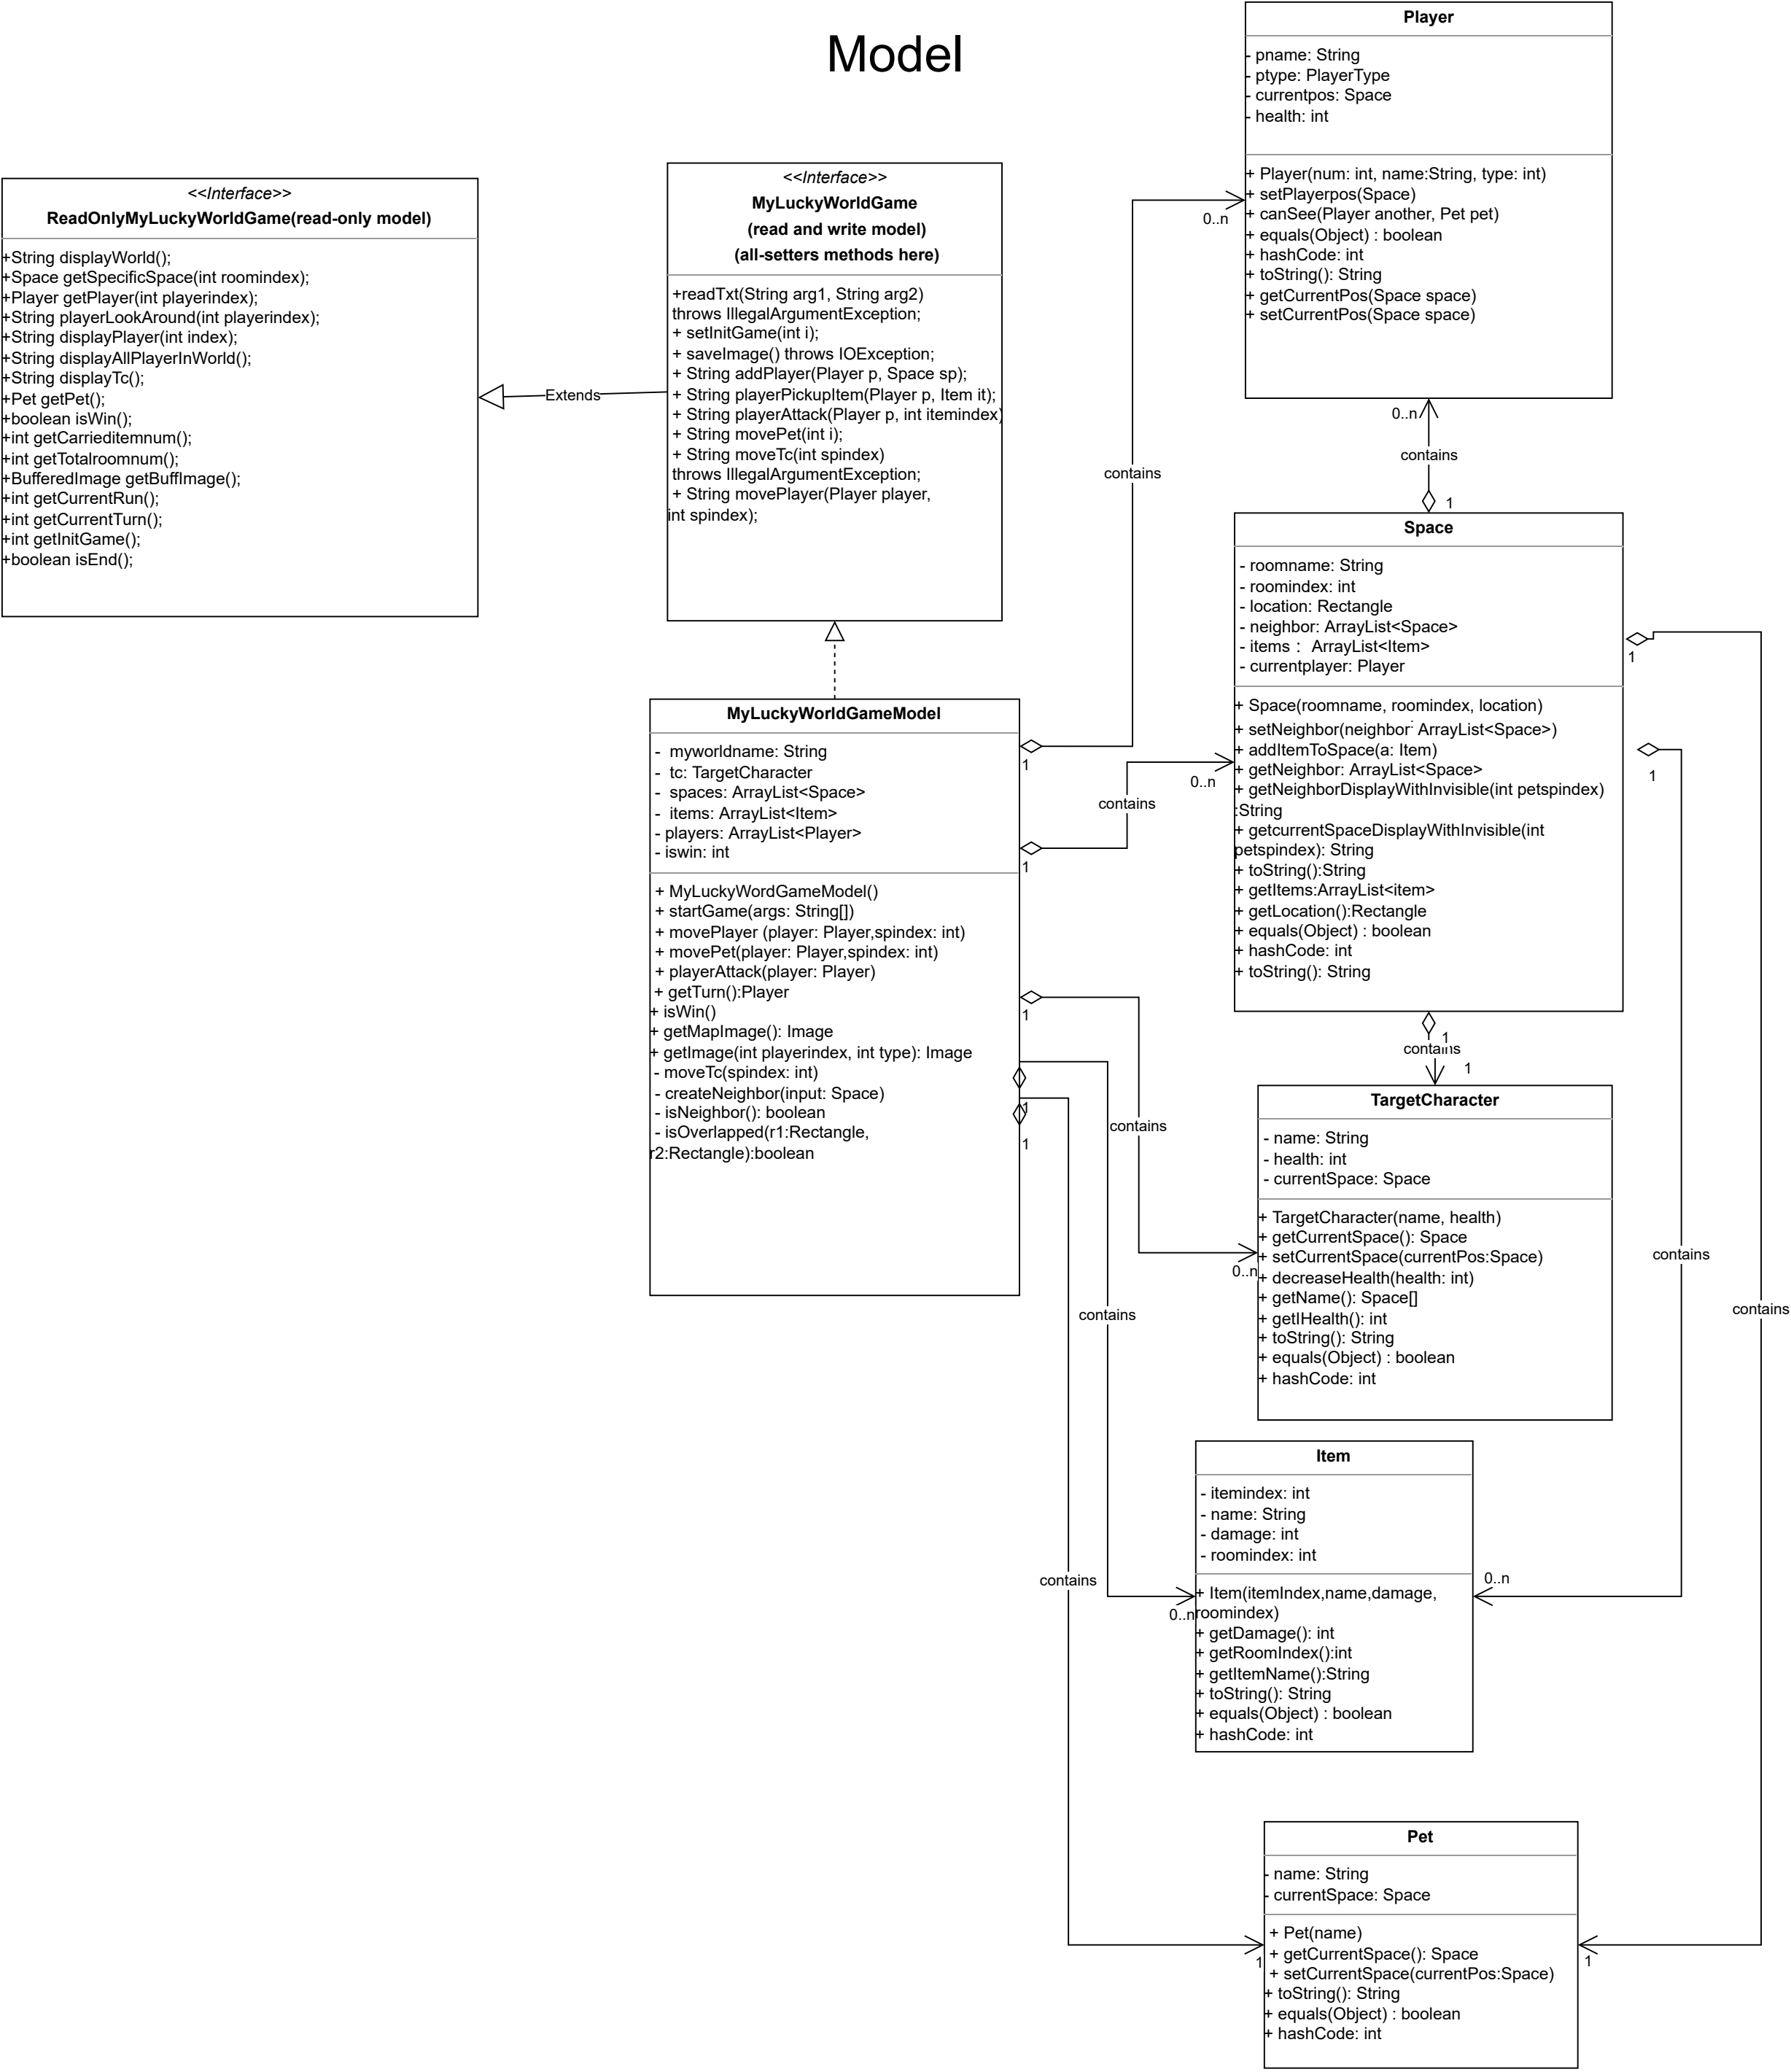 Model
<<Interface>>
ReadOnlyMyLuckyWorldGame(read-only model)
+String displayWorld();
+Space getSpecificSpace(int roomindex);
+Player getPlayer(int playerindex);
+String playerLookAround(int playerindex);
+String displayPlayer(int index);
+String displayAllPlayerInWorld();
+String displayTc();
+Pet getPet();
+boolean isWin();
+int getCarrieditemnum();
+int getTotalroomnum();
+BufferedImage getBuffImage();
+int getCurrentRun();
+int getCurrentTurn();
+int getInitGame();
+boolean isEnd();
Extends
<<Interface>>
MyLuckyWorldGame
(read and write model)
(all-setters methods here)
+readTxt(String arg1, String arg2)
throws IllegalArgumentException;
+ setInitGame(int i);
+ saveImage() throws IOException;
+ String addPlayer(Player p, Space sp);
+ String playerPickupItem(Player p, Item it);
+ String playerAttack(Player p, int itemindex)
+ String movePet(int i);
+ String moveTc(int spindex)
throws IllegalArgumentException;
+ String movePlayer(Player player,
int spindex);
MyLuckyWorldGameModel
- myworldname: String
- tc: TargetCharacter
- spaces: ArrayList<Space>
- items: ArrayList<Item>
- players: ArrayList<Player>
- iswin: int
+ MyLuckyWordGameModel()
+ startGame(args: String[])
+ movePlayer (player: Player,spindex: int)
+ movePet(player: Player,spindex: int)
+ playerAttack(player: Player)
+ getTurn():Player
+ isWin()
+ getMapImage(): Image
+ getImage(int playerindex, int type): Image
- moveTc(spindex: int)
- createNeighbor(input: Space)
- isNeighbor(): boolean
- isOverlapped(r1:Rectangle,
r2:Rectangle):boolean
1
contains
0..n
1
contains
0..n
1
contains
0..n
1
contains
0..n
1
contains
1
Player
- pname: String
- ptype: PlayerType
- currentpos: Space
- health: int
+ Player(num: int, name:String, type: int)
+ setPlayerpos(Space)
+ canSee(Player another, Pet pet)
+ equals(Object) : boolean
+ hashCode: int
+ toString(): String
+ getCurrentPos(Space space)
+ setCurrentPos(Space space)
0..n
contains
1
Space
- roomname: String
- roomindex: int
- location: Rectangle
- neighbor: ArrayList<Space>
- items： ArrayList<Item>
- currentplayer: Player
+ Space(roomname, roomindex, location)
+ setNeighbor(neighbor: ArrayList<Space>)
+ addItemToSpace(a: Item)
+ getNeighbor: ArrayList<Space>
+ getNeighborDisplayWithInvisible(int petspindex)
:String
+ getcurrentSpaceDisplayWithInvisible(int
petspindex): String
+ toString():String
+ getItems:ArrayList<item>
+ getLocation():Rectangle
+ equals(Object) : boolean
+ hashCode: int
+ toString(): String
1
contains
1
1
contains
0..n
1
contains
1
TargetCharacter
- name: String
- health: int
- currentSpace: Space
+ TargetCharacter(name, health)
+ getCurrentSpace(): Space
+ setCurrentSpace(currentPos:Space)
+ decreaseHealth(health: int)
+ getName(): Space[]
+ getIHealth(): int
+ toString(): String
+ equals(Object) : boolean
+ hashCode: int
Item
- itemindex: int
- name: String
- damage: int
- roomindex: int
+ Item(itemIndex,name,damage,
roomindex)
+ getDamage(): int
+ getRoomIndex():int
+ getItemName():String
+ toString(): String
+ equals(Object) : boolean
+ hashCode: int
Pet
- name: String
- currentSpace: Space
+ Pet(name)
+ getCurrentSpace(): Space
+ setCurrentSpace(currentPos:Space)
+ toString(): String
+ equals(Object) : boolean
+ hashCode: int